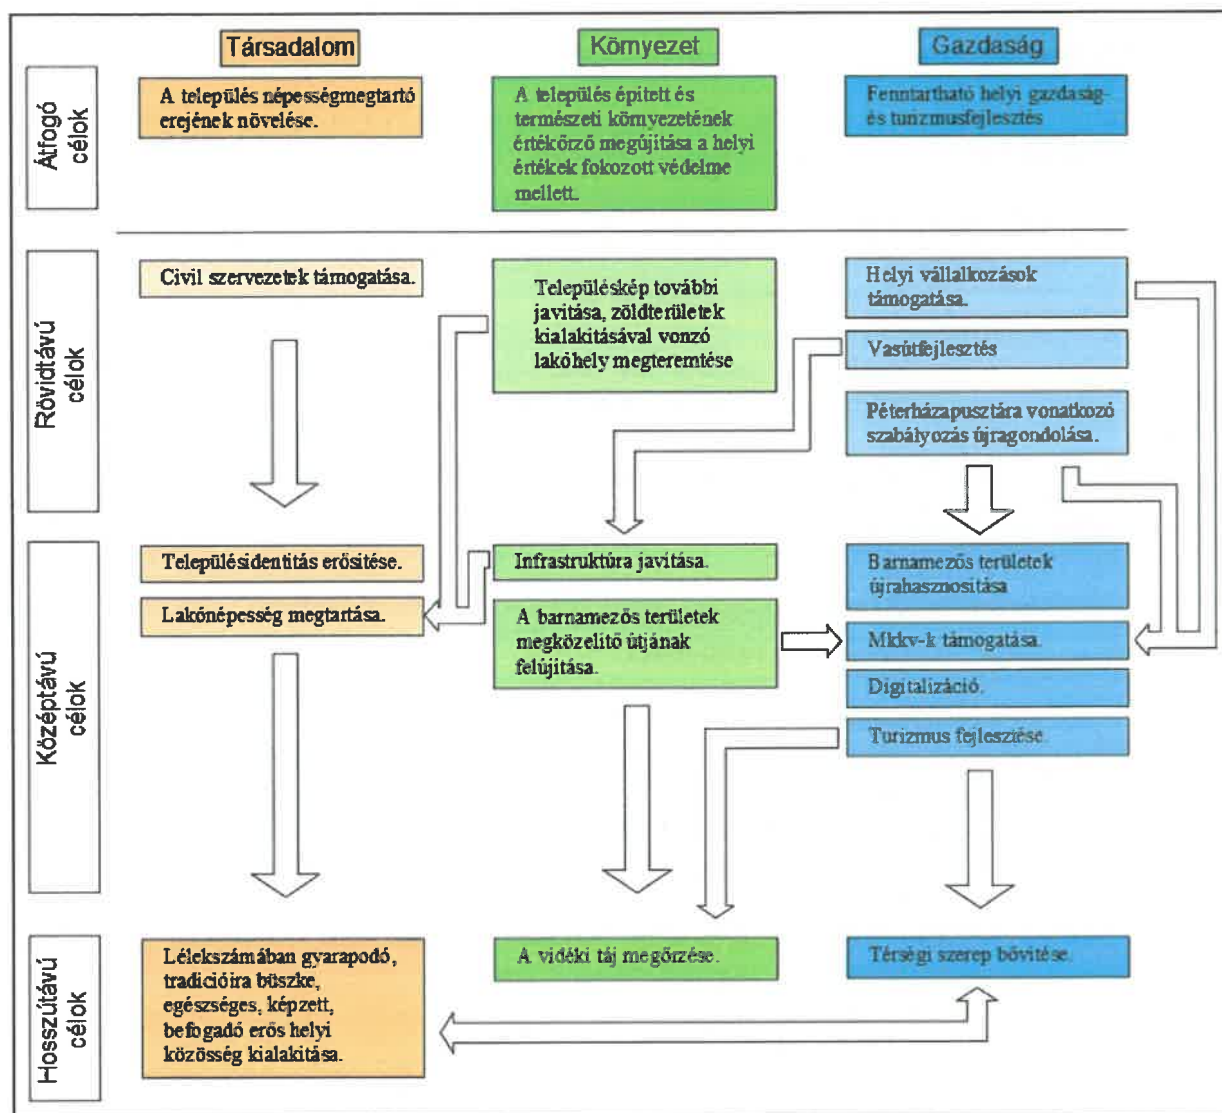 Társadalom
Környezet
Gazdaság
Átfogó
célok
A település népességmegtartó
erejének növelése.
A település épített és
természeti környezetének
értékőrző megújítása a helyi
értékek fokozott védelme
mellett.
Fenntartható helyi gazdaság-
és turizmusfejlesztés
Rövidtávú
célok
Civil szervezetek támogatása.
Településkép további
javítása, zöldterületek
kialakításával vonzó
lakóhely megteremtése
Helyi vállalkozások
támogatása.
Vasútfejlesztés
Péterházapusztára vonatkozó
szabályozás újragondolása.
Középtávú
célok
Településidentitás erősítése.
Lakónépesség megtartása.
Infrastruktúra javítása.
A barnamezős területek
megközelítő útjának
felújítása.
Barnamezős területek
újrahasznosítása
Mkkv-k támogatása.
Digitalizáció.
Turizmus fejlesztése.
Hosszútávú
célok
Lélekszámában gyarapodó,
tradícióira büszke,
egészséges, képzett,
befogadó erős helyi
közösség kialakítása.
A vidéki táj megőrzése.
Térségi szerep bővítése.